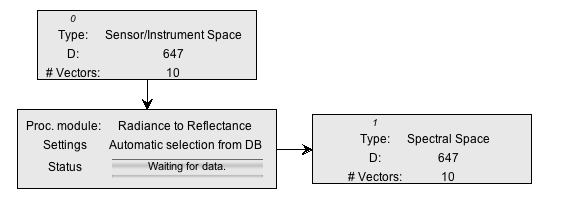 0
Type: Sensor/Instrument Space
D: 647
# Vectors: 10
Proc. module: Radiance to Reflectance
Settings Automatic selection from DB
Status Waiting for data.
1
Type: Spectral Space
D: 647
# Vectors: 10